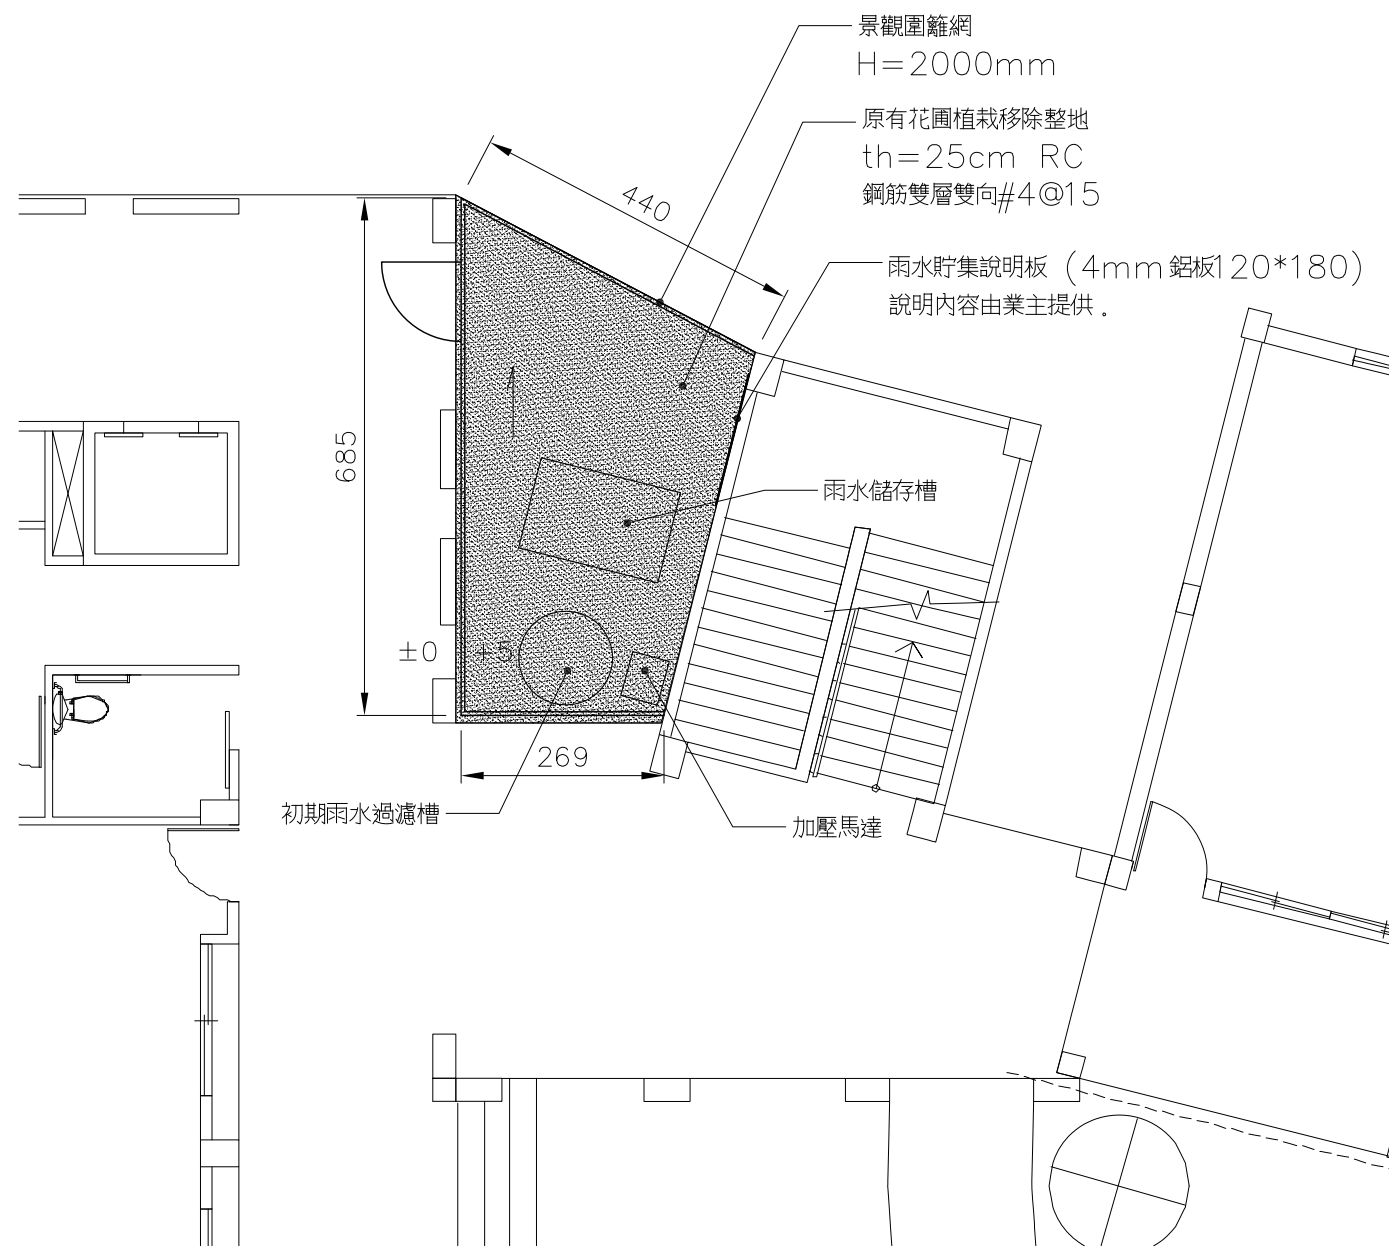 景觀圍籬網
H=2000mm
原有花圃植栽移除整地
th=25cm RC
鋼筋雙層雙向#4@15
440
雨水貯集說明板 (4mm 鋁板120*180)
說明內容由業主提供.
685
雨水儲存槽
±0
+5
269
初期雨水過濾槽
加壓馬達